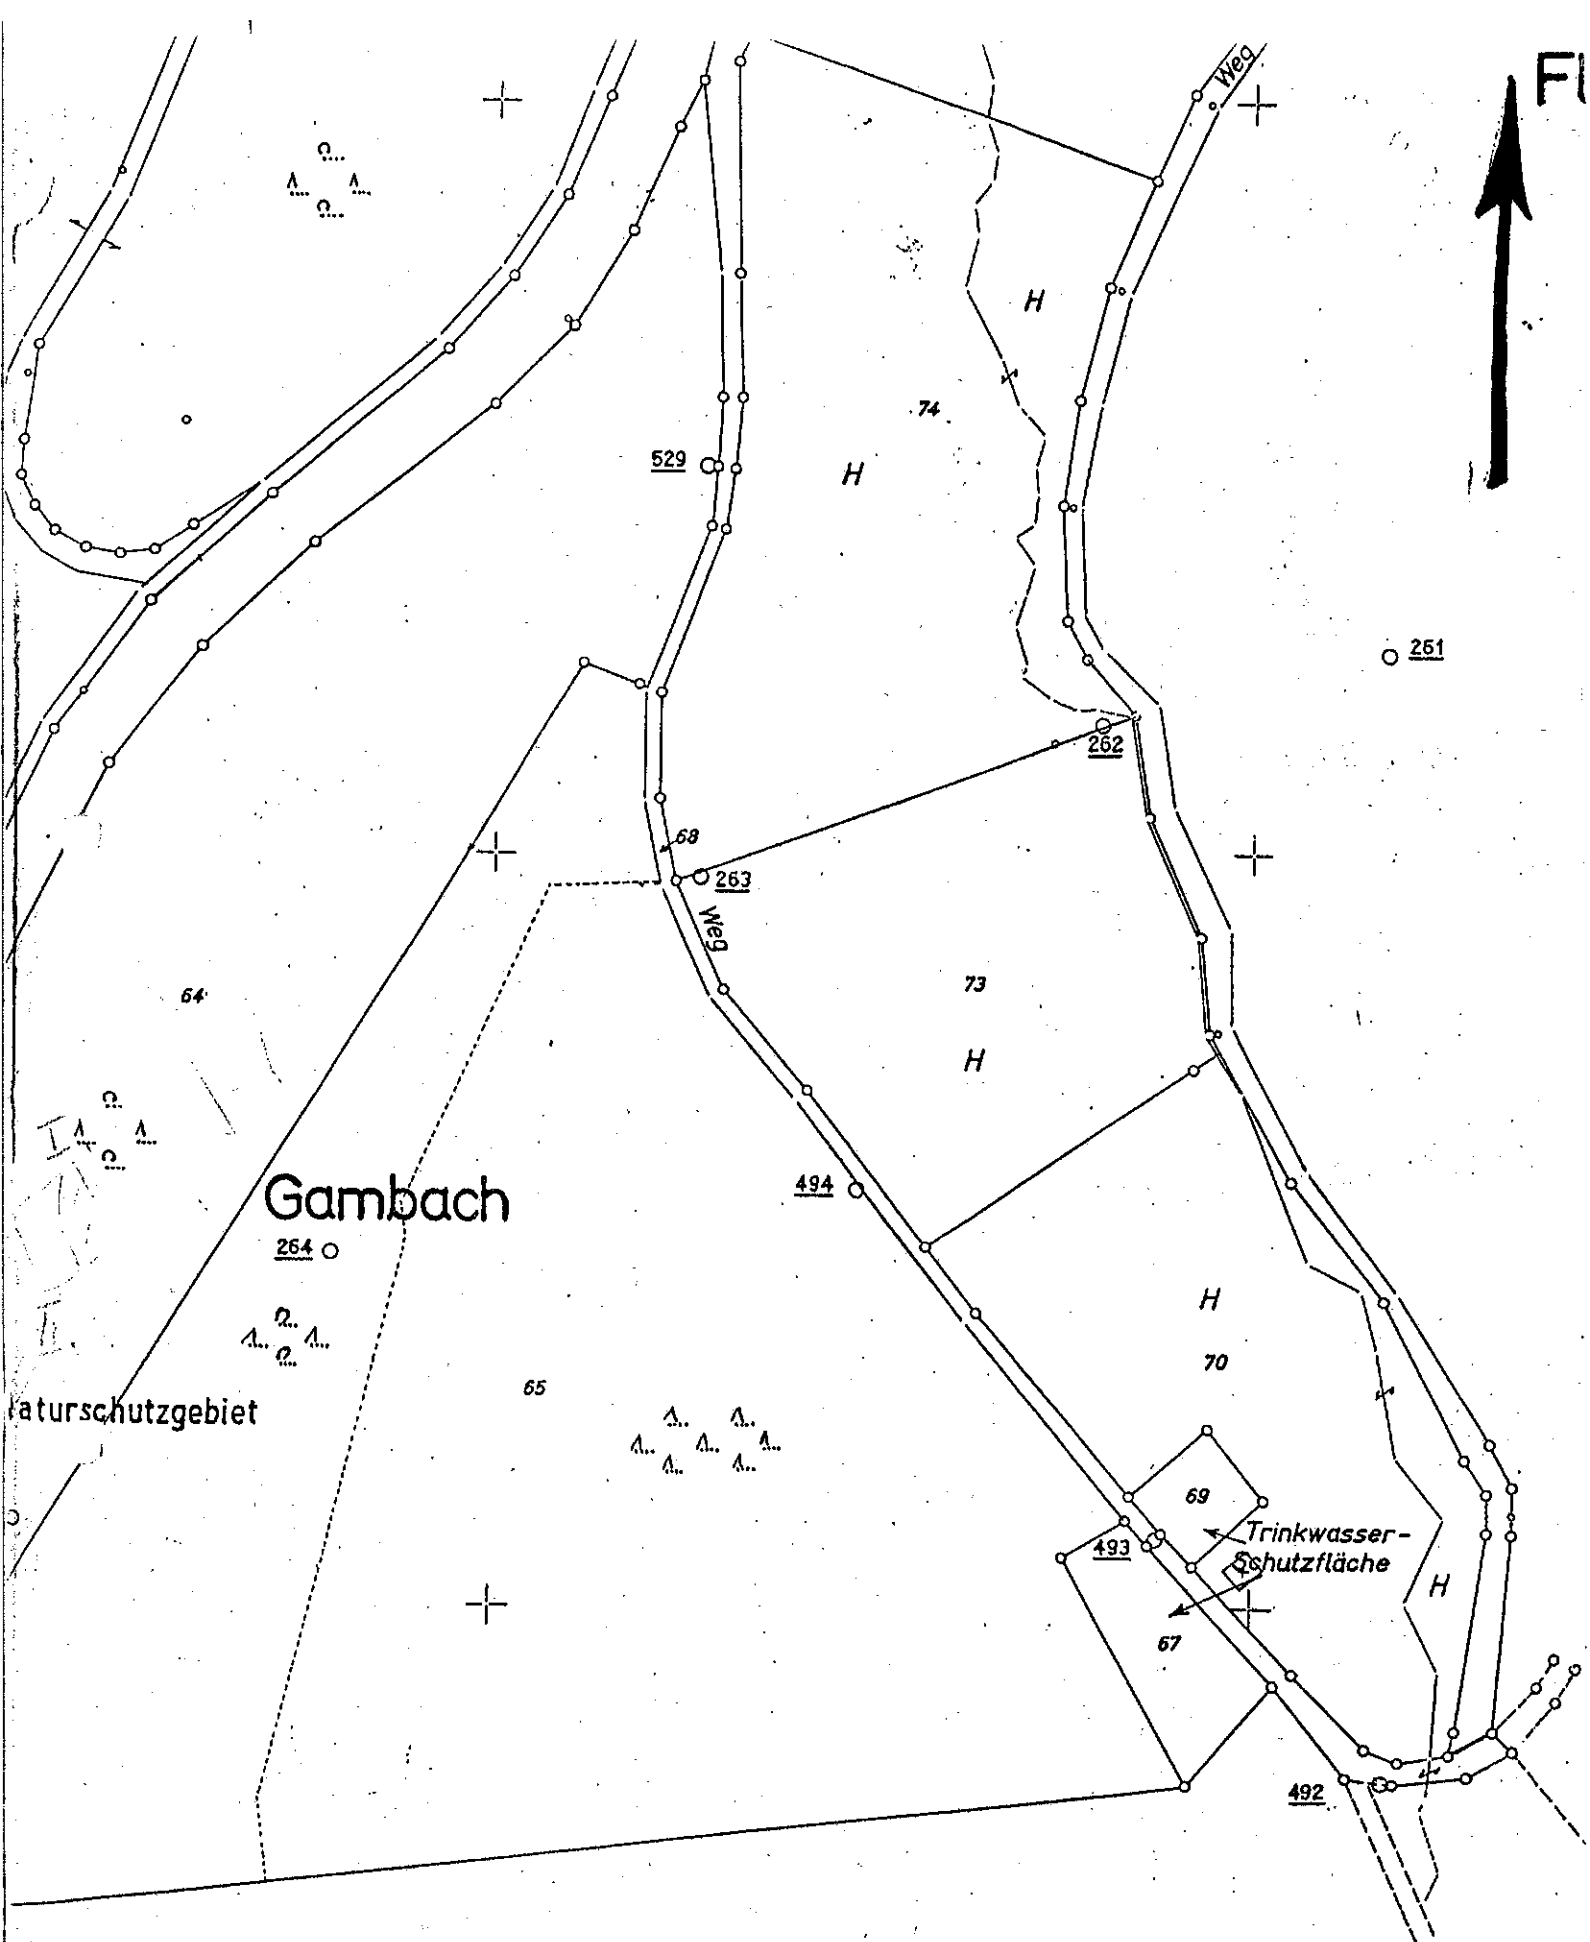 Weg
Fl
H
74
H
529
261
262
68
263
Weg
64
73
H
494
Gambach
264
H
70
65
aturschutzgebiet
69
Trinkwasser-
Schutzfläche
493
H
67
492